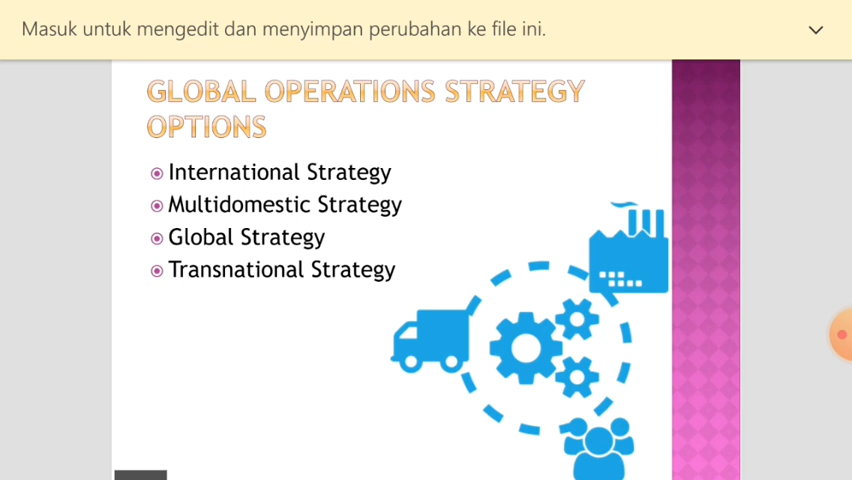 Masuk untuk mengedit dan menyimpan perubahan ke file ini.
GLOBAL OPERATIONS STRATEGY
OPTIONS
International Strategy
Multidomestic Strategy
Global Strategy
Transnational Strategy